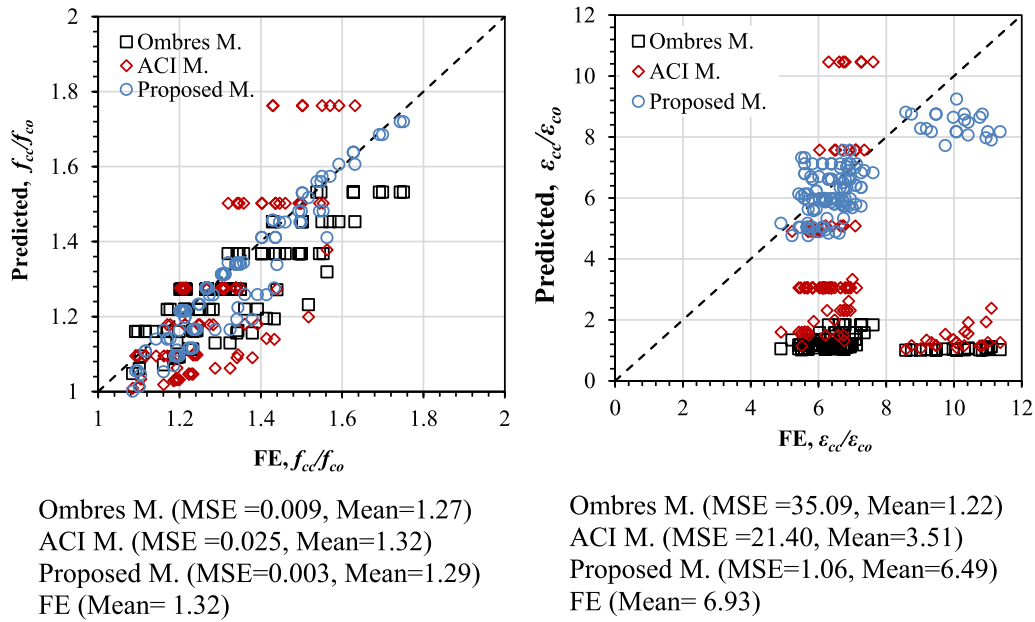 2
1.8
1.6
1.4
1.2
1
1
1.2
1.4
1.6
1.8
2
Predicted, fcc/fco
FE, fcc/fco
Ombres M.
ACI M.
Proposed M.
12
10
8
6
4
2
0
0
2
4
6
8
10
12
Predicted, εcc/εco
FE, εcc/εco
Ombres M.
ACI M.
Proposed M.
Ombres M. (MSE =0.009, Mean=1.27)
ACI M. (MSE =0.025, Mean=1.32)
Proposed M. (MSE=0.003, Mean=1.29)
FE (Mean= 1.32)
Ombres M. (MSE =35.09, Mean=1.22)
ACI M. (MSE =21.40, Mean=3.51)
Proposed M. (MSE=1.06, Mean=6.49)
FE (Mean= 6.93)